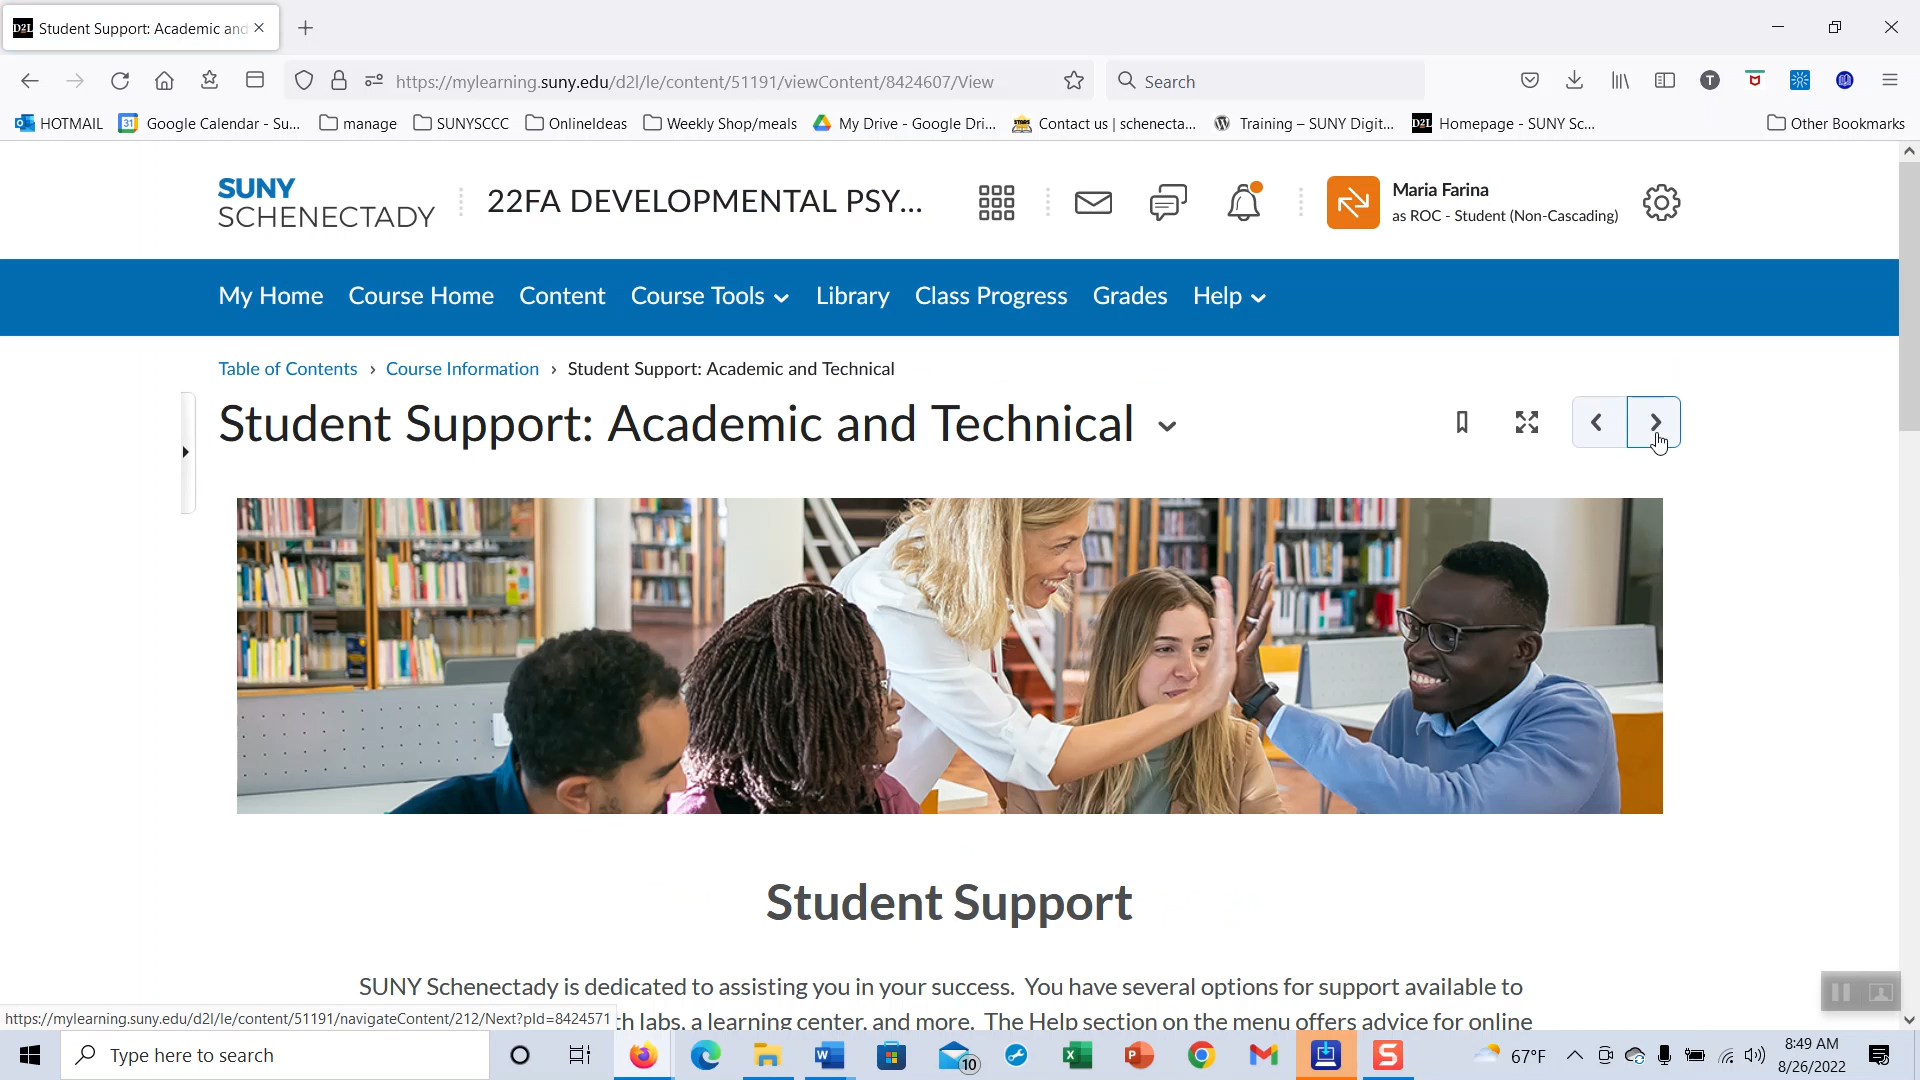 D2L Student Support: Academic and
https://mylearning.suny.edu/d2l/le/content/51191/viewContent/8424607/View
Search
HOTMAIL
31 Google Calendar - Su...
manage
SUNYSCCC
OnlineIdeas
Weekly Shop/meals
My Drive - Google Dri...
Contact us | schenecta...
Training – SUNY Digit...
D2L Homepage - SUNY Sc...
Other Bookmarks
SUNY
SCHENECTADY
22FA DEVELOPMENTAL PSY...
Maria Farina
as ROC - Student (Non-Cascading)
My Home Course Home Content Course Tools Library Class Progress Grades Help
Table of Contents › Course Information › Student Support: Academic and Technical
Student Support: Academic and Technical
Student Support
SUNY Schenectady is dedicated to assisting you in your success. You have several options for support available to
https://mylearning.suny.edu/d2l/le/content/51191/navigateContent/212/Next?pId=8424571
labs, a learning center, and more. The Help section on the menu offers advice for online
Type here to search
10
67°F
8:49 AM
8/26/2022